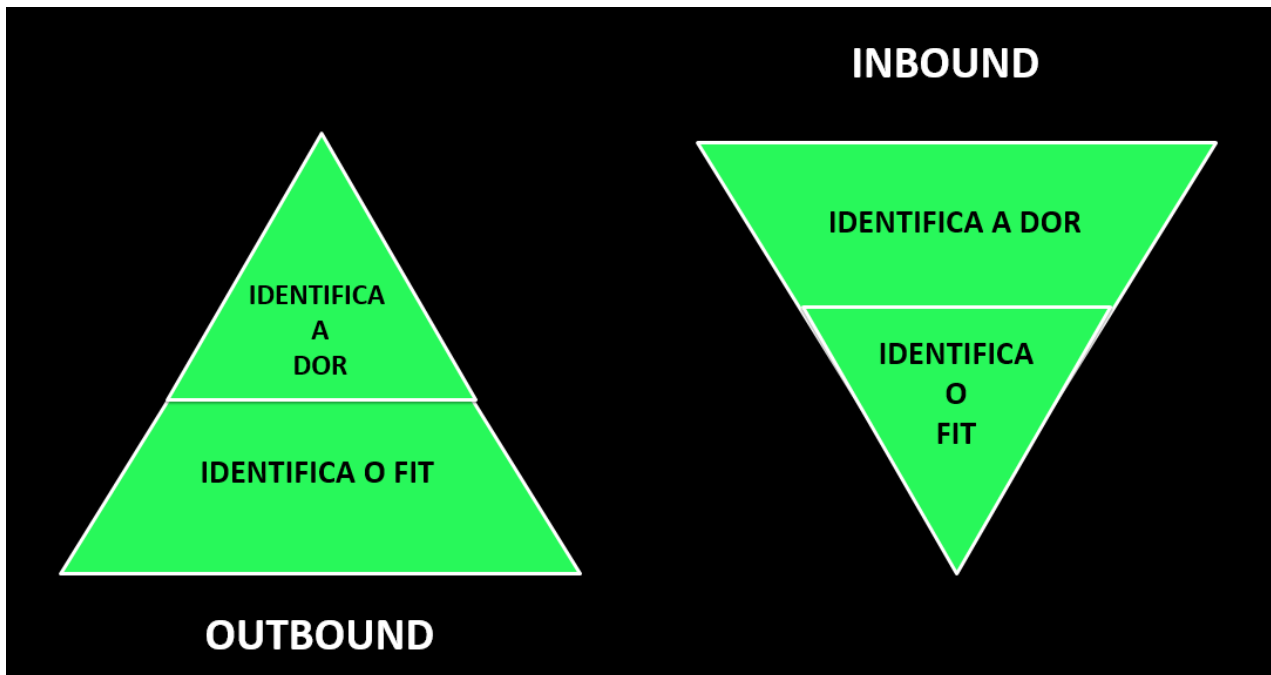 INBOUND
IDENTIFICA A DOR
IDENTIFICA
O
FIT
IDENTIFICA
A
DOR
IDENTIFICA O FIT
OUTBOUND